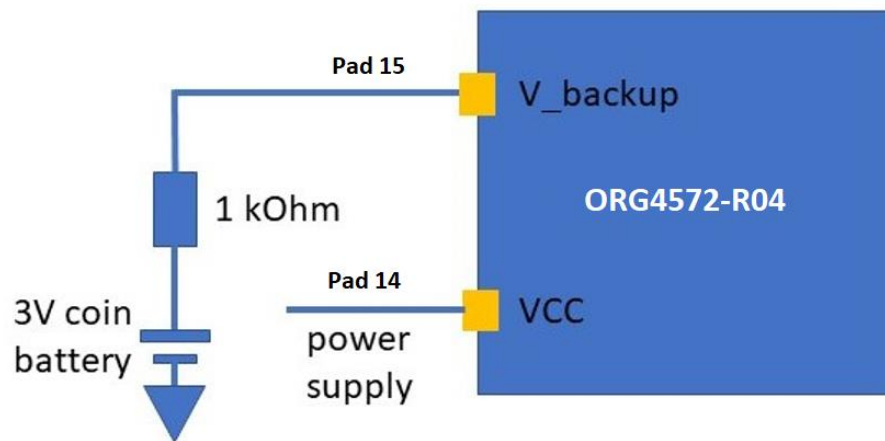 Pad 15
V_backup
ORG4572-R04
1 kOhm
Pad 14
3V coin
battery
power
supply
VCC